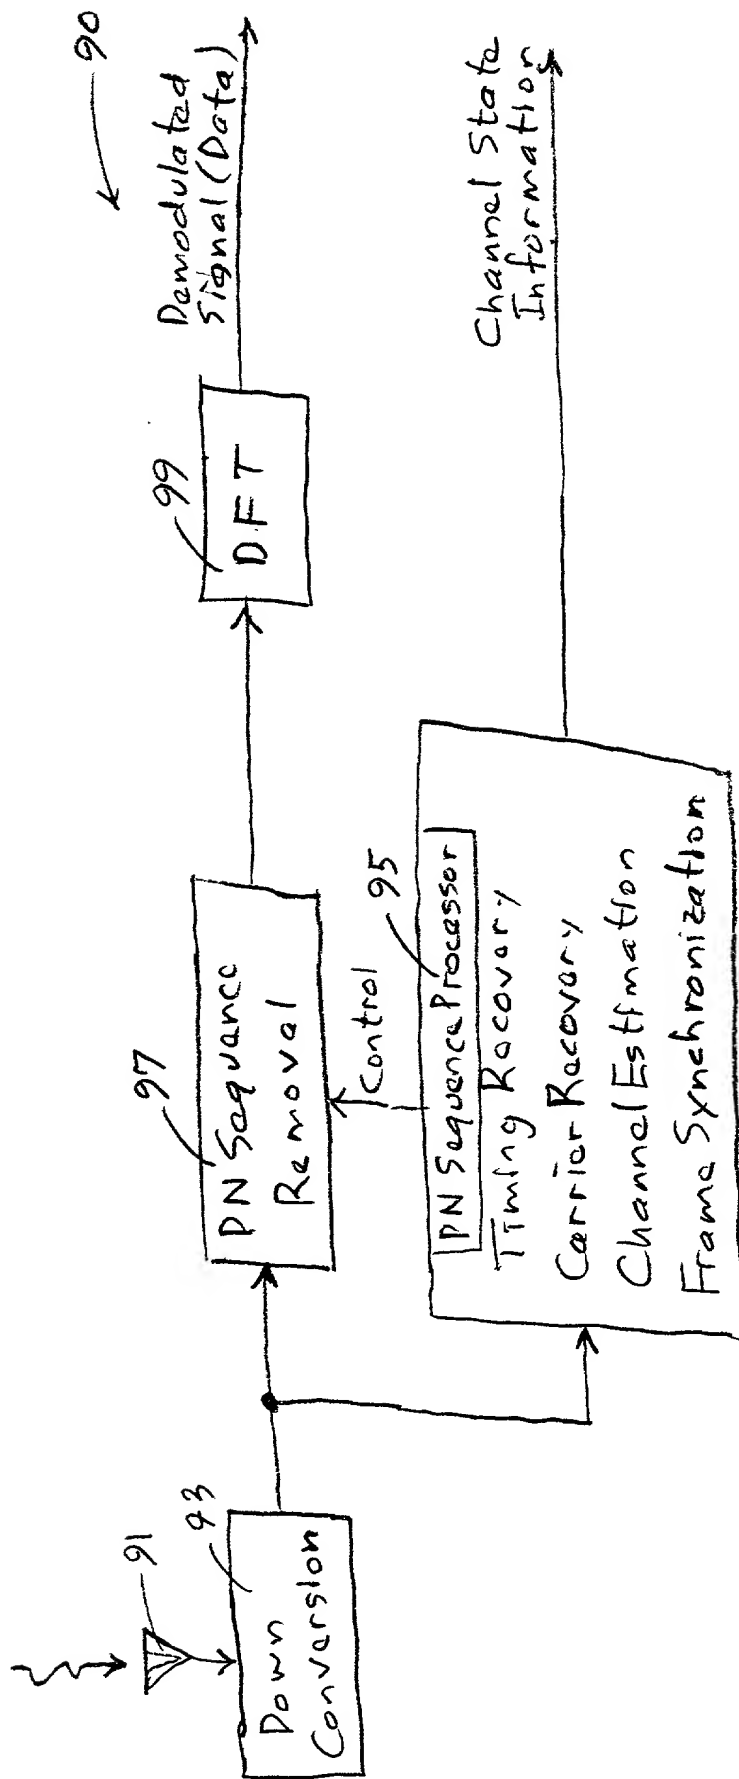 90
91
93
Down
Conversion
97
PN Sequence
Removal
Control
95
PN Sequence Processor
Timing Recovery
Carrier Recovery
Channel Estimation
Frame Synchronization
99
DFT
Demodulated
Signal (Data)
Channel State
Information